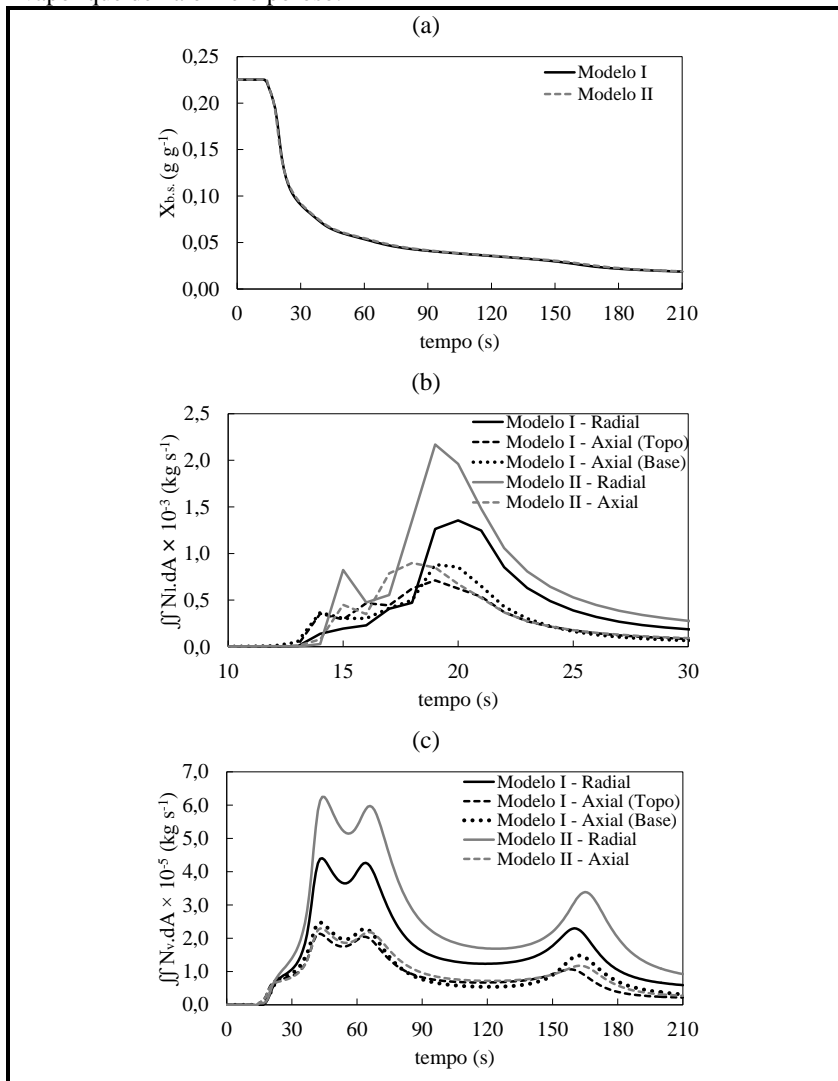 (a)
Modelo I
Modelo II
X_b.s. (g g⁻¹)
0,25
0,20
0,15
0,10
0,05
0,00
0 30 60 90 120 150 180 210
tempo (s)
(b)
Modelo I - Radial
Modelo I - Axial (Topo)
Modelo I - Axial (Base)
Modelo II - Radial
Modelo II - Axial
∬Nₗ.dA × 10⁻³ (kg s⁻¹)
2,5
2,0
1,5
1,0
0,5
0,0
10 15 20 25 30
tempo (s)
(c)
Modelo I - Radial
Modelo I - Axial (Topo)
Modelo I - Axial (Base)
Modelo II - Radial
Modelo II - Axial
∬Nᵥ.dA × 10⁻⁵ (kg s⁻¹)
7,0
6,0
5,0
4,0
3,0
2,0
1,0
0,0
0 30 60 90 120 150 180 210
tempo (s)